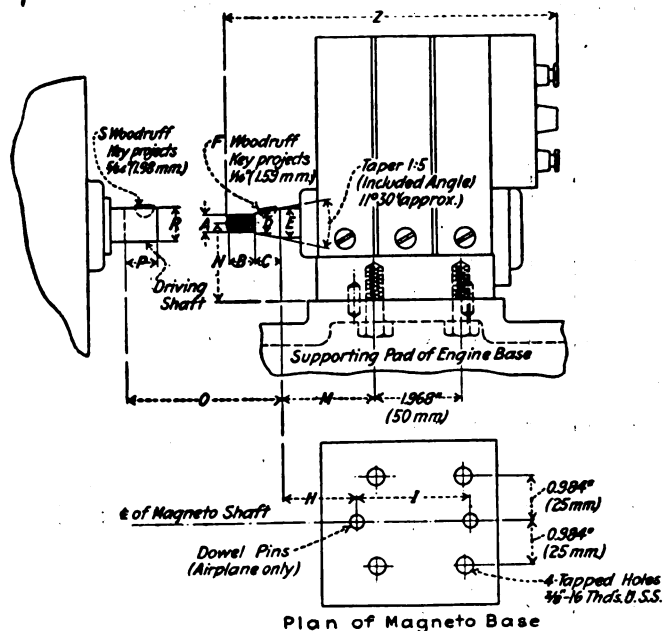 Z
S Woodruff
Key projects
5/64" (1.98 mm.)
F Woodruff
Key projects
1/16" (1.59 mm.)
Taper 1:5
(Included Angle)
11°30' approx.)
R
A
D
E
N
B
C
P
Driving
Shaft
Supporting Pad of Engine Base
O
M
1.968"
(50 mm.)
H
I
0.984"
(25 mm)
℄ of Magneto Shaft
0.984"
(25 mm.)
Dowel Pins
(Airplane only)
4-Tapped Holes
3/8-16 Thds. U.S.S.
Plan of Magneto Base